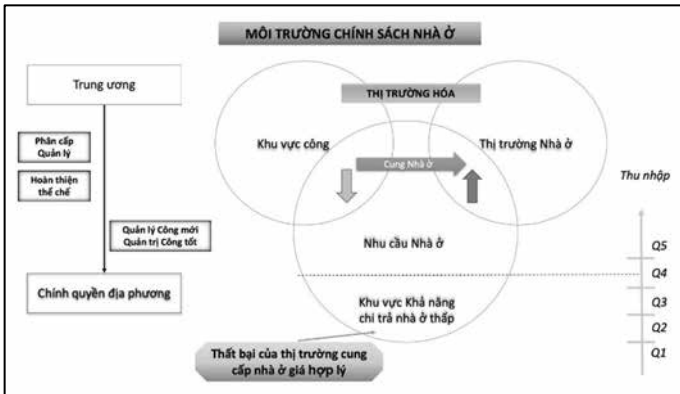 MÔI TRƯỜNG CHÍNH SÁCH NHÀ Ở
Trung ương
Phân cấp
Quản lý
Hoàn thiện
thể chế
Quản lý Công mới
Quản trị Công tốt
Chính quyền địa phương
THỊ TRƯỜNG HÓA
Khu vực công
Thị trường Nhà ở
Cung Nhà ở
Nhu cầu Nhà ở
Khu vực Khả năng
chi trả nhà ở thấp
Thất bại của thị trường cung
cấp nhà ở giá hợp lý
Thu nhập
Q5
Q4
Q3
Q2
Q1